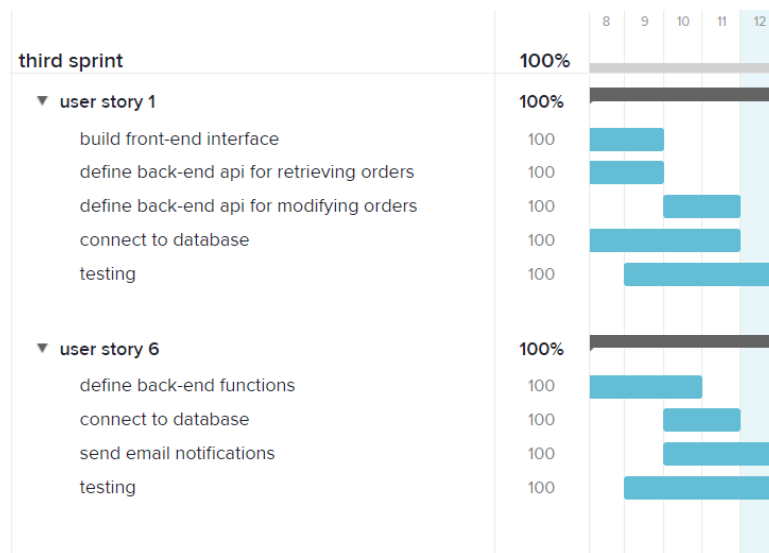 8 9 10 11 12
third sprint 100%
user story 1 100%
build front-end interface 100
define back-end api for retrieving orders 100
define back-end api for modifying orders 100
connect to database 100
testing 100
user story 6 100%
define back-end functions 100
connect to database 100
send email notifications 100
testing 100